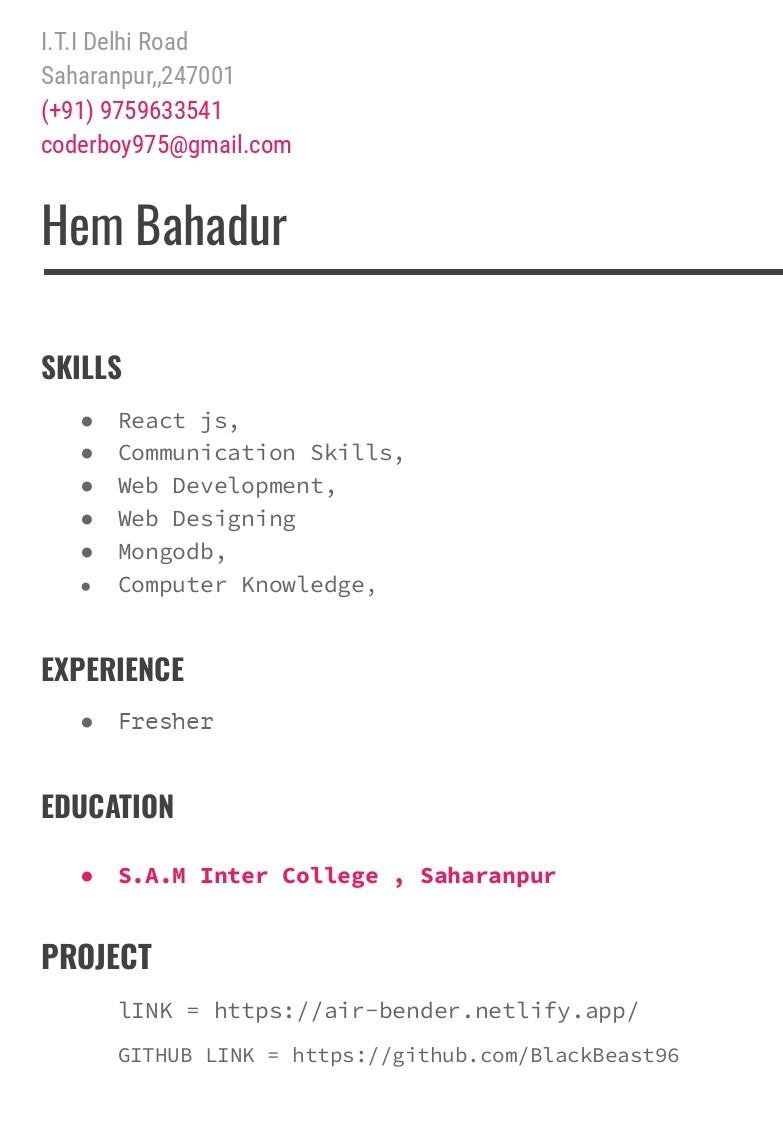 I.T.I Delhi Road
Saharanpur,,247001
(+91) 9759633541
coderboy975@gmail.com
Hem Bahadur
SKILLS
● React js,
● Communication Skills,
● Web Development,
● Web Designing
● Mongodb,
● Computer Knowledge,
EXPERIENCE
● Fresher
EDUCATION
● S.A.M Inter College , Saharanpur
PROJECT
lINK = https://air-bender.netlify.app/
GITHUB LINK = https://github.com/BlackBeast96